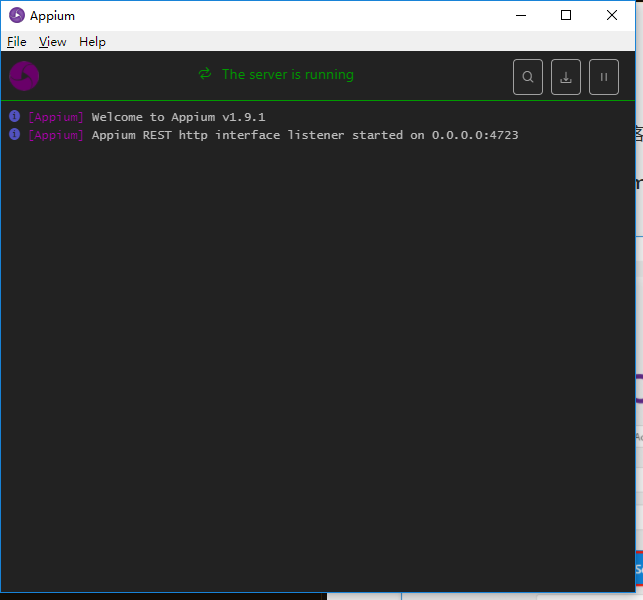 Appium
File View Help
The server is running
[Appium] Welcome to Appium v1.9.1
[Appium] Appium REST http interface listener started on 0.0.0.0:4723